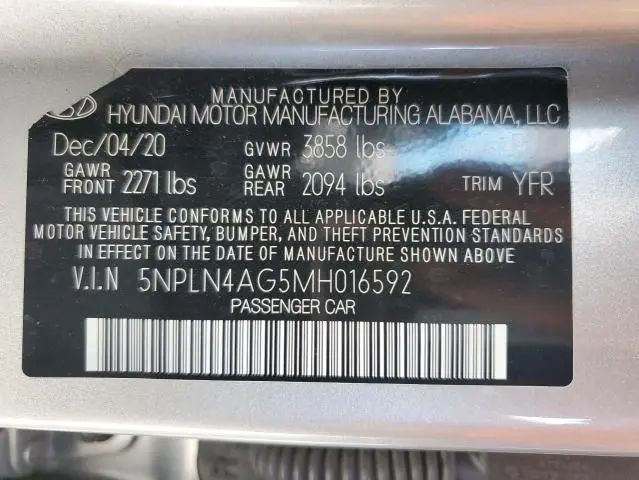 MANUFACTURED BY
HYUNDAI MOTOR MANUFACTURING ALABAMA, LLC
Dec/04/20 GVWR 3858 lbs
GAWR FRONT 2271 lbs GAWR REAR 2094 lbs TRIM YFR
THIS VEHICLE CONFORMS TO ALL APPLICABLE U.S.A. FEDERAL
MOTOR VEHICLE SAFETY, BUMPER, AND THEFT PREVENTION STANDARDS
IN EFFECT ON THE DATE OF MANUFACTURE SHOWN ABOVE
V.I.N 5NPLN4AG5MH016592
PASSENGER CAR